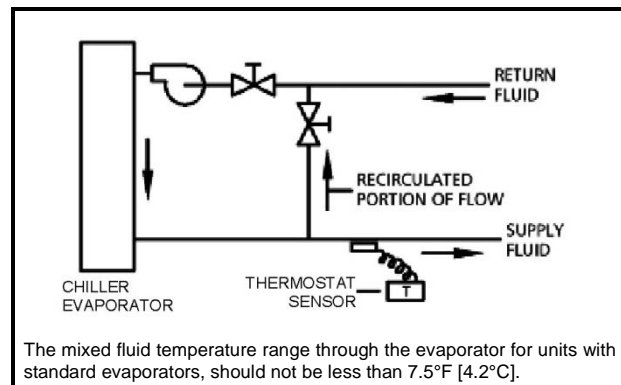 RETURN
FLUID
RECIRCULATED
PORTION OF FLOW
SUPPLY
FLUID
CHILLER
EVAPORATOR
THERMOSTAT
SENSOR
T
The mixed fluid temperature range through the evaporator for units with
standard evaporators, should not be less than 7.5°F [4.2°C].